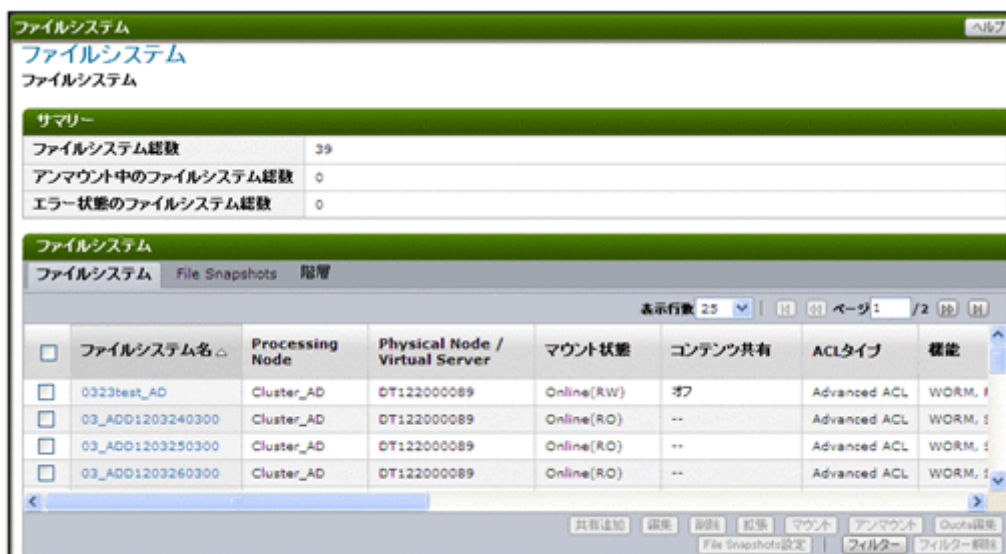 ファイルシステム ヘルプ
ファイルシステム
ファイルシステム
サマリー
ファイルシステム総数 39
アンマウント中のファイルシステム総数 0
エラー状態のファイルシステム総数 0
ファイルシステム
ファイルシステム File Snapshots 階層
表示行数 25 ページ 1 /2
ファイルシステム名 Processing Node Physical Node / Virtual Server マウント状態 コンテンツ共有 ACLタイプ 機能
0323test_AD Cluster_AD DT122000089 Online(RW) オフ Advanced ACL WORM,
03_ADD1203240300 Cluster_AD DT122000089 Online(RO) -- Advanced ACL WORM,
03_ADD1203250300 Cluster_AD DT122000089 Online(RO) -- Advanced ACL WORM,
03_ADD1203260300 Cluster_AD DT122000089 Online(RO) -- Advanced ACL WORM,
共有追加 編集 削除 拡張 マウント アンマウント Quota編集
File Snapshots設定 フィルター フィルター解除